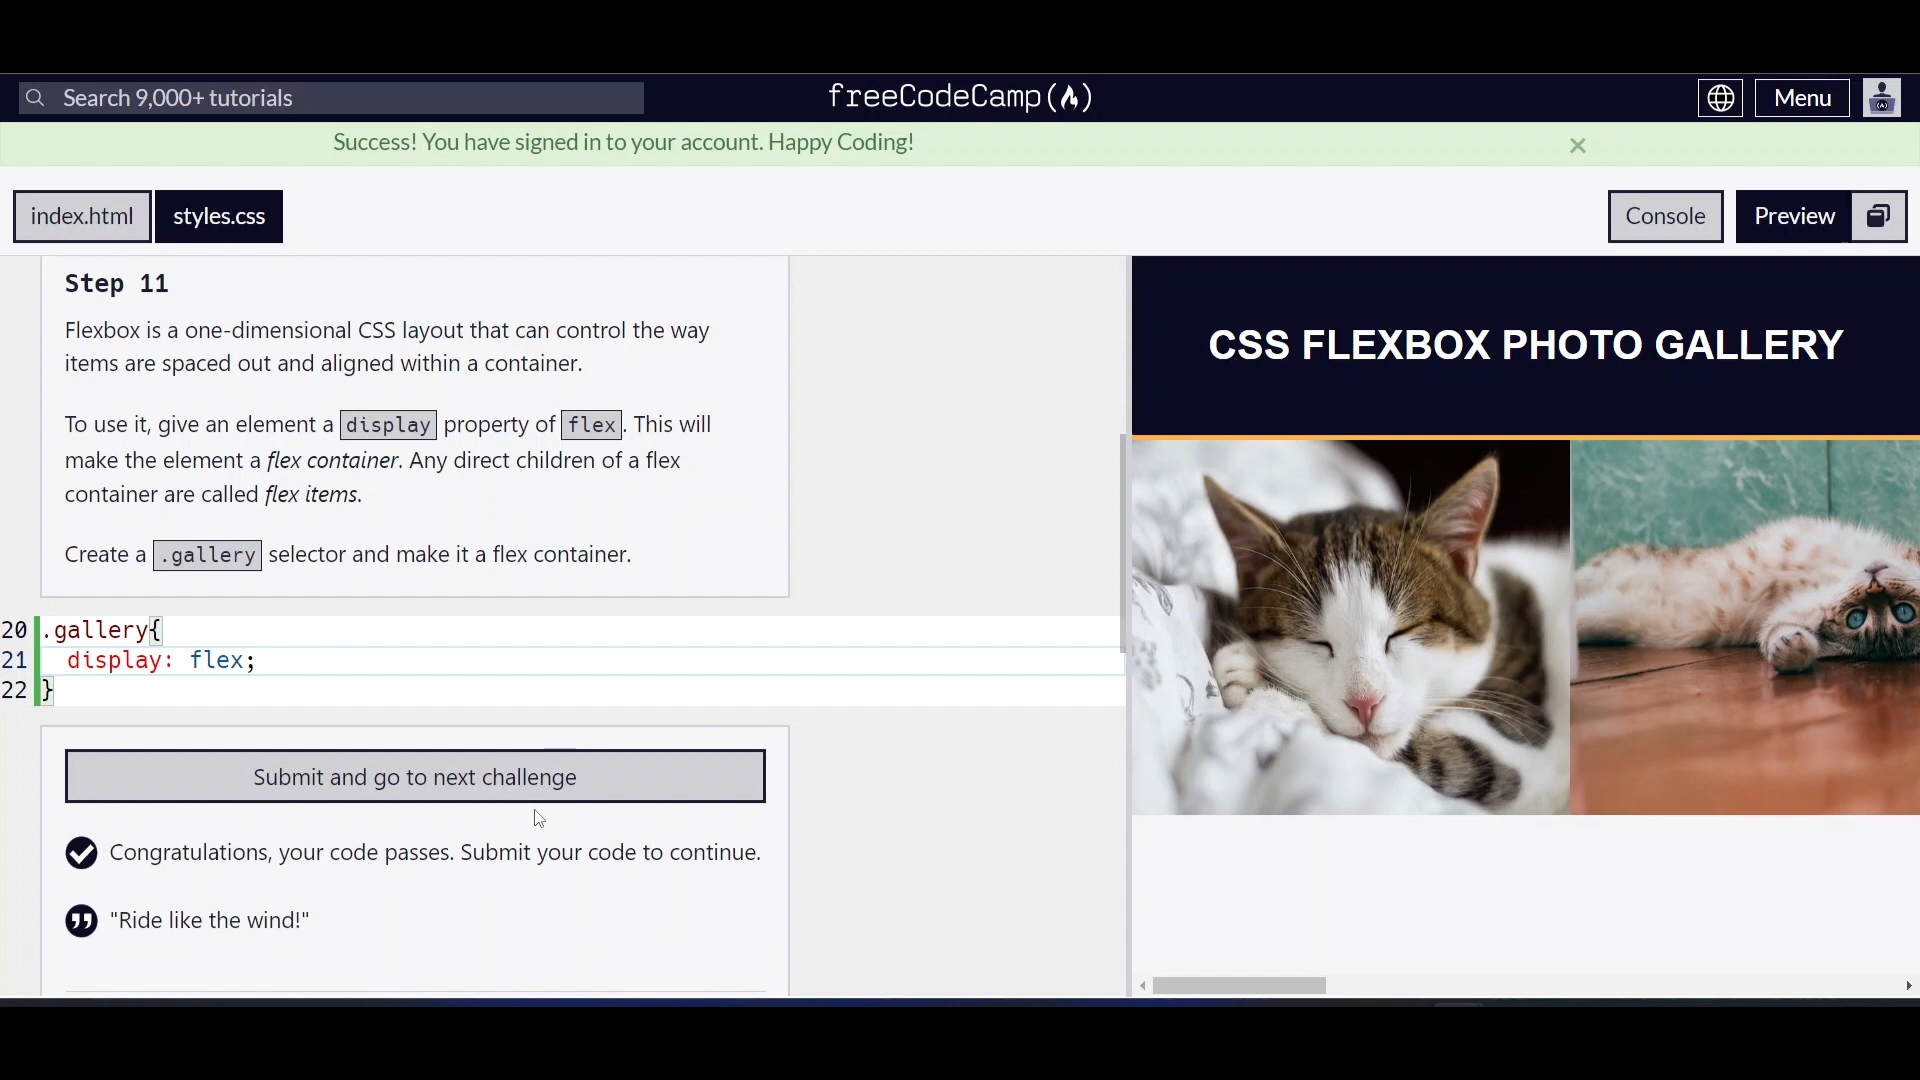 Search 9,000+ tutorials
freeCodeCamp
Menu
Success! You have signed in to your account. Happy Coding!
index.html
styles.css
Console
Preview
Step 11
Flexbox is a one-dimensional CSS layout that can control the way
items are spaced out and aligned within a container.
To use it, give an element a display property of flex. This will
make the element a flex container. Any direct children of a flex
container are called flex items.
Create a .gallery selector and make it a flex container.
20 .gallery{
21 display: flex;
22 }
Submit and go to next challenge
Congratulations, your code passes. Submit your code to continue.
"Ride like the wind!"
CSS FLEXBOX PHOTO GALLERY